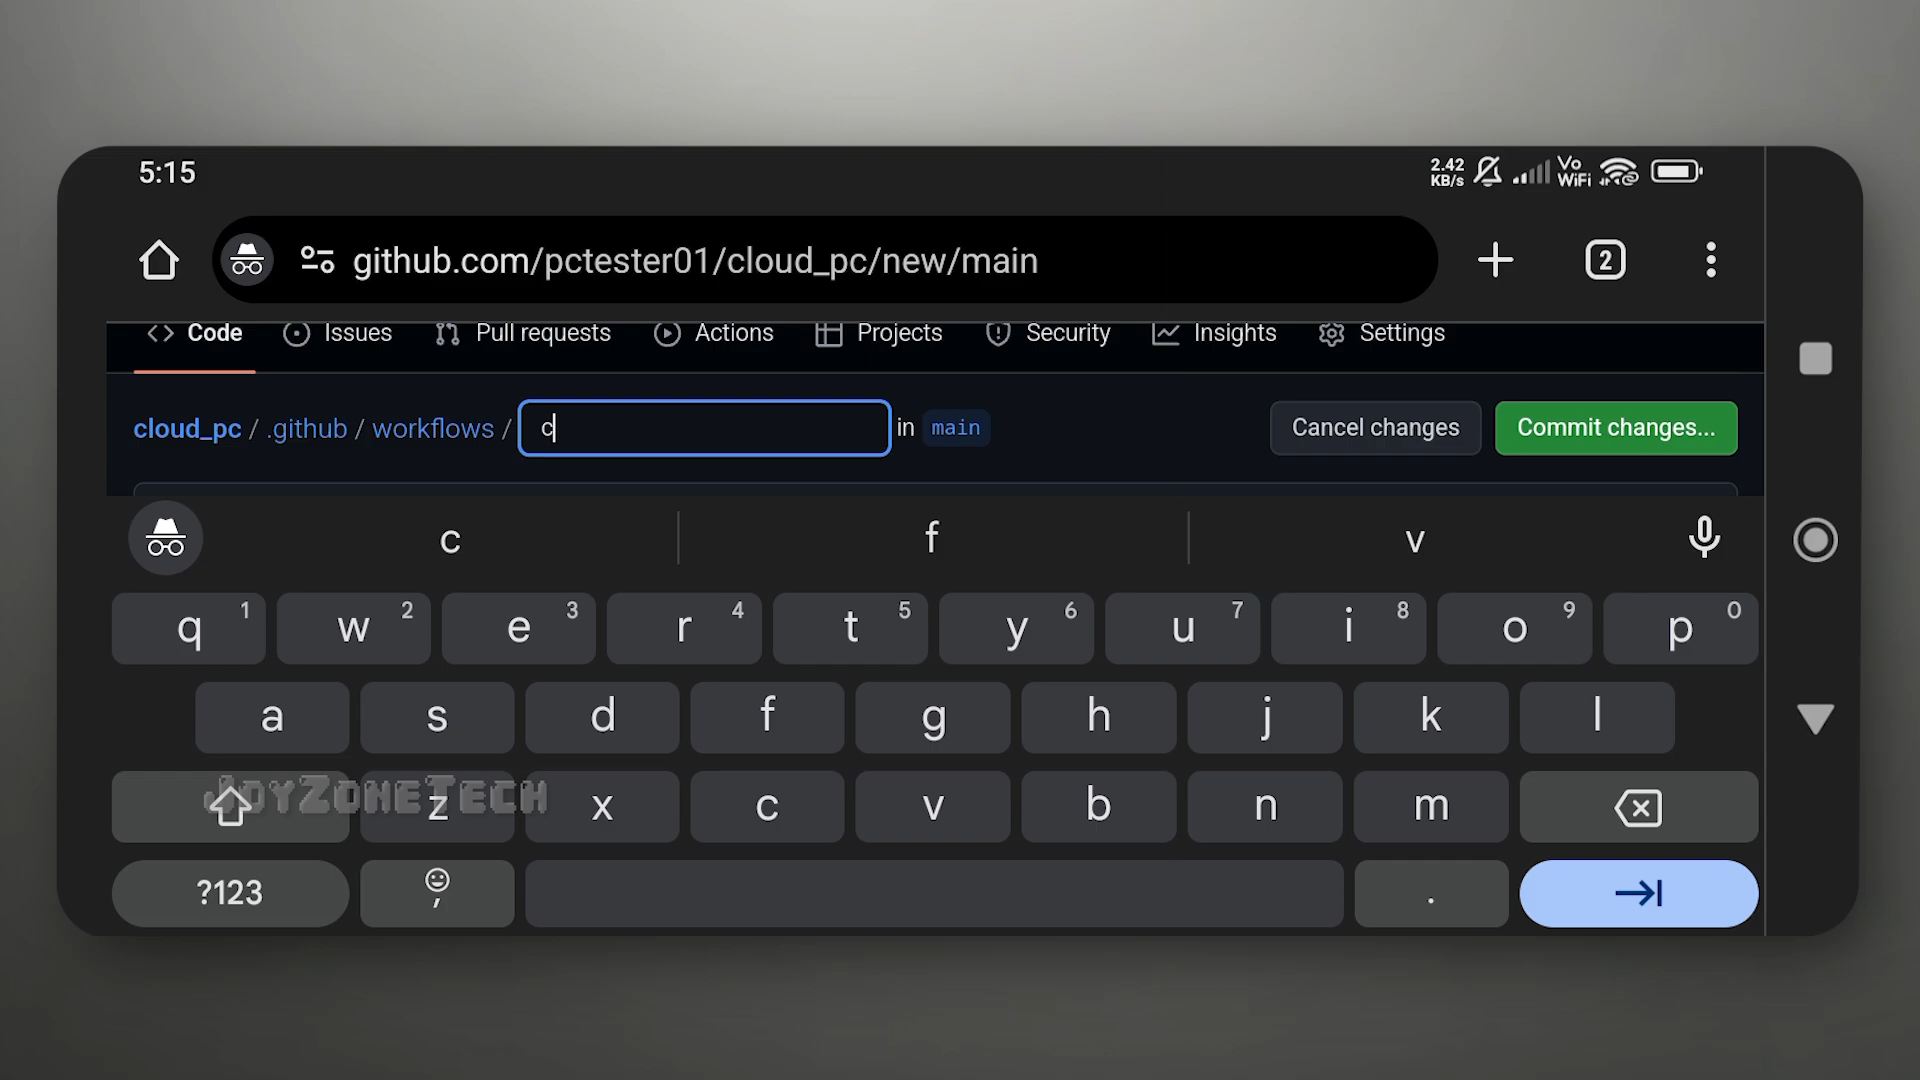 5:15
2.42 KB/s Vo WiFi
github.com/pctester01/cloud_pc/new/main 2
Code Issues Pull requests Actions Projects Security Insights Settings
cloud_pc / .github / workflows / c in main Cancel changes Commit changes...
c f v
q 1 w 2 e 3 r 4 t 5 y 6 u 7 i 8 o 9 p 0
a s d f g h j k l
JoyZoneTech
z x c v b n m
?123 , .